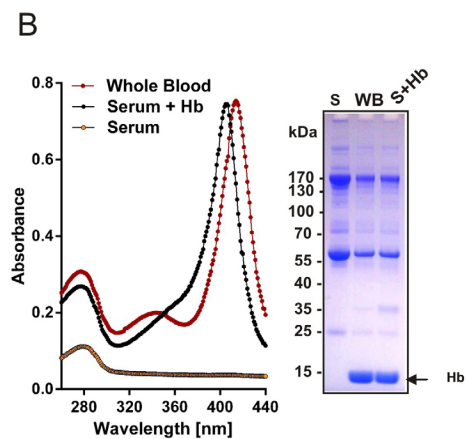 B
Whole Blood
Serum + Hb
Serum
0.8
0.6
0.4
0.2
0.0
280 320 360 400 440
Absorbance
Wavelength [nm]
S WB S+Hb
kDa
170
130
100
70
55
40
35
25
15
Hb